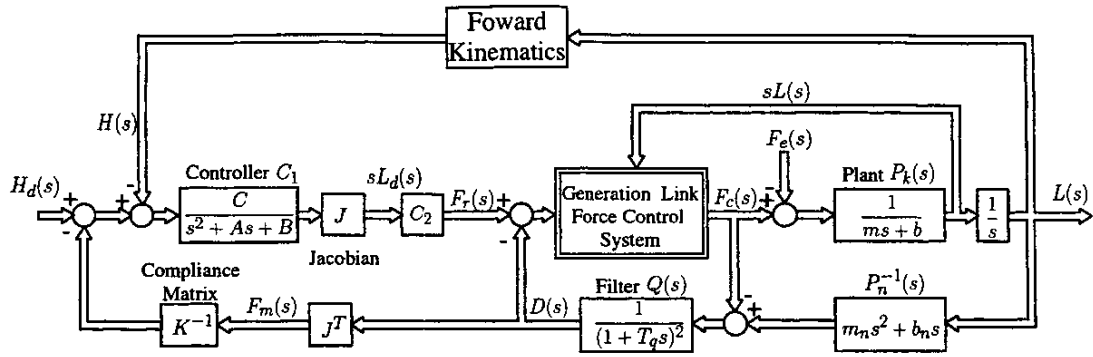 Foward
Kinematics
sL(s)
H(s)
F_e(s)
H_d(s)
Controller C_1
sL_d(s)
F_r(s)
Generation Link
Force Control
System
F_c(s)
Plant P_k(s)
L(s)
+
-
-
+
C
s^2 + As + B
J
C_2
+
-
+
-
1
ms + b
1
s
Jacobian
Compliance
Matrix
F_m(s)
D(s)
Filter Q(s)
P_n^{-1}(s)
K^{-1}
J^T
1
(1 + T_q s)^2
-
+
m_n s^2 + b_n s